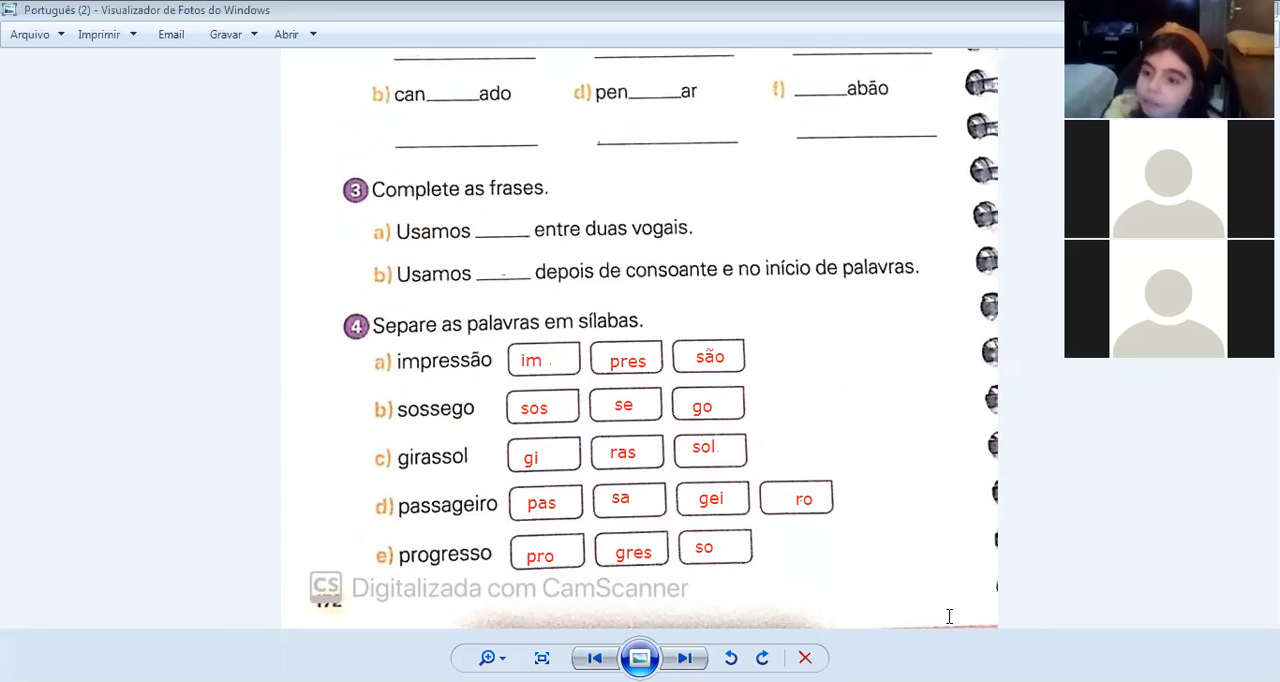 Português (2) - Visualizador de Fotos do Windows
Arquivo Imprimir Email Gravar Abrir
b) can_____ado d) pen_____ar f) _____abão
3 Complete as frases.
a) Usamos _____ entre duas vogais.
b) Usamos _____ depois de consoante e no início de palavras.
4 Separe as palavras em sílabas.
a) impressão im pres são
b) sossego sos se go
c) girassol gi ras sol
d) passageiro pas sa gei ro
e) progresso pro gres so
CS Digitalizada com CamScanner